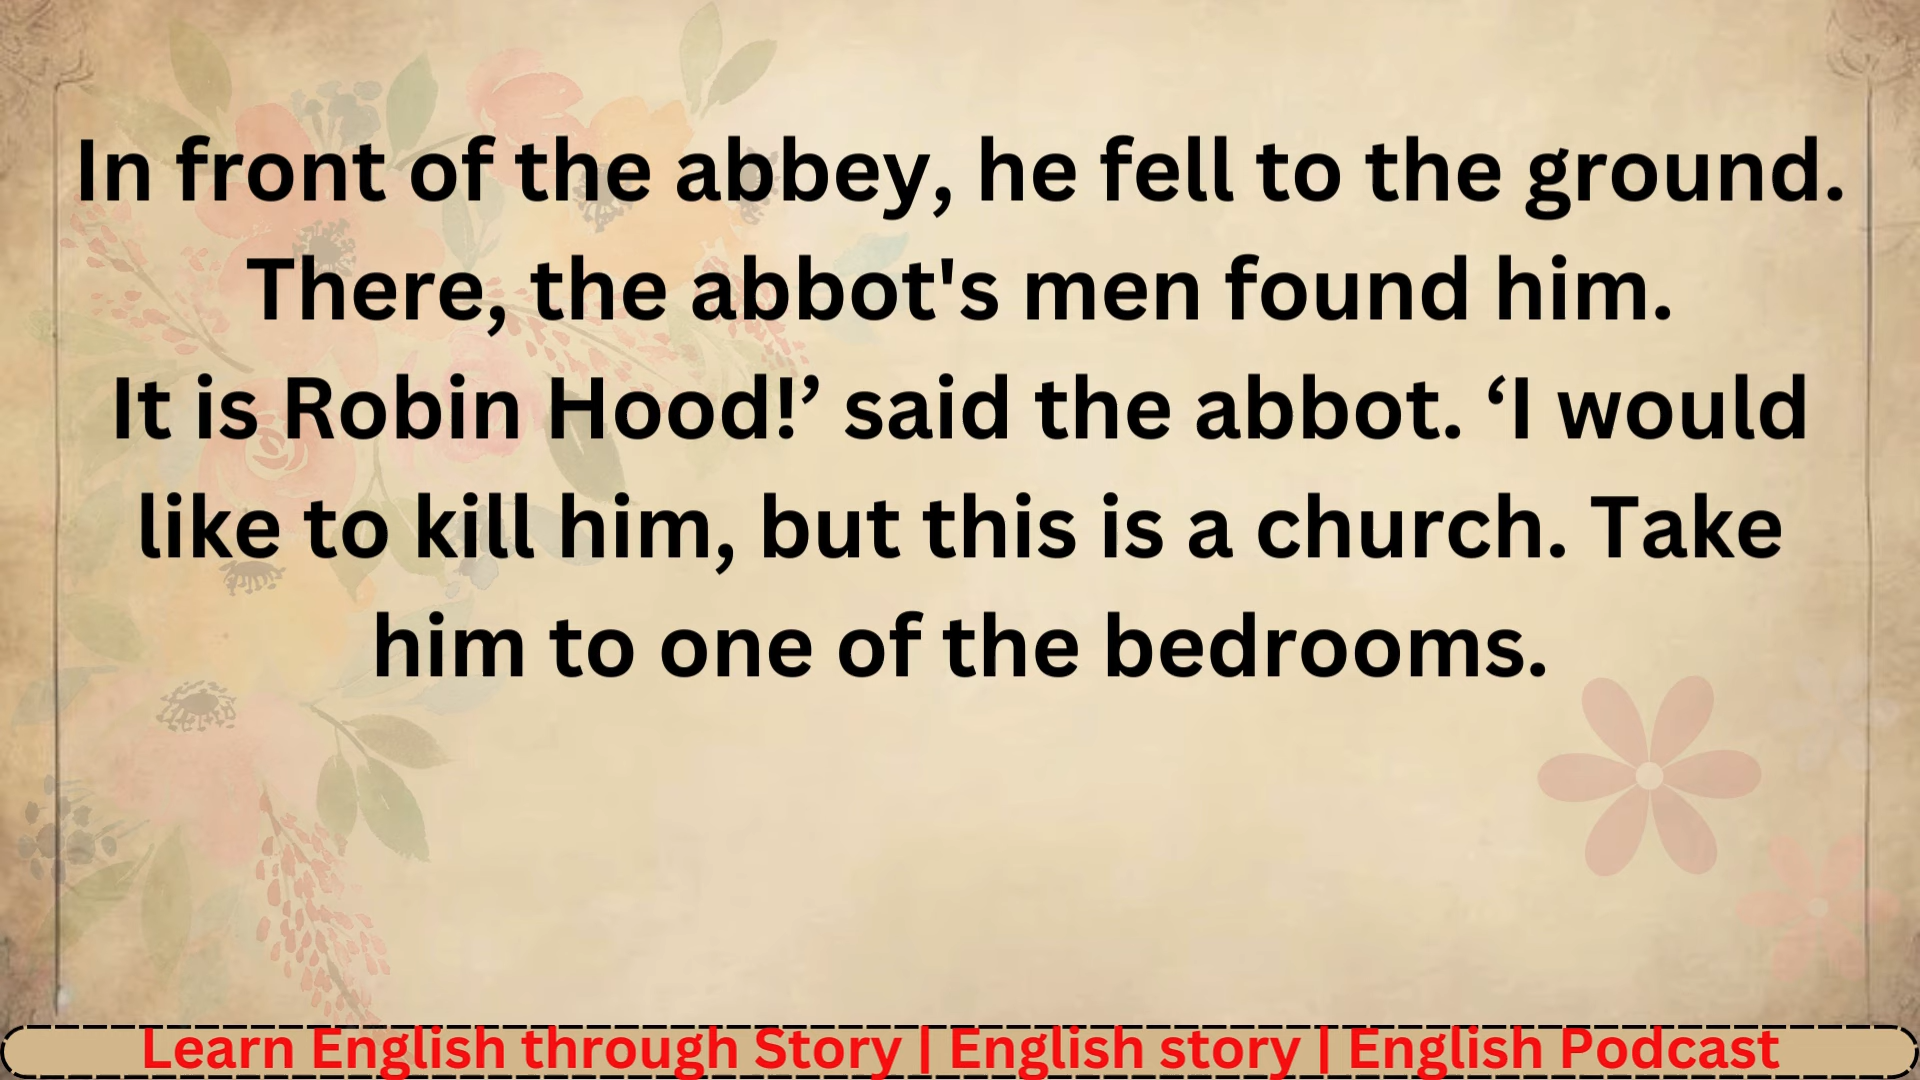 In front of the abbey, he fell to the ground.
There, the abbot's men found him.
It is Robin Hood!’ said the abbot. ‘I would
like to kill him, but this is a church. Take
him to one of the bedrooms.
Learn English through Story | English story | English Podcast